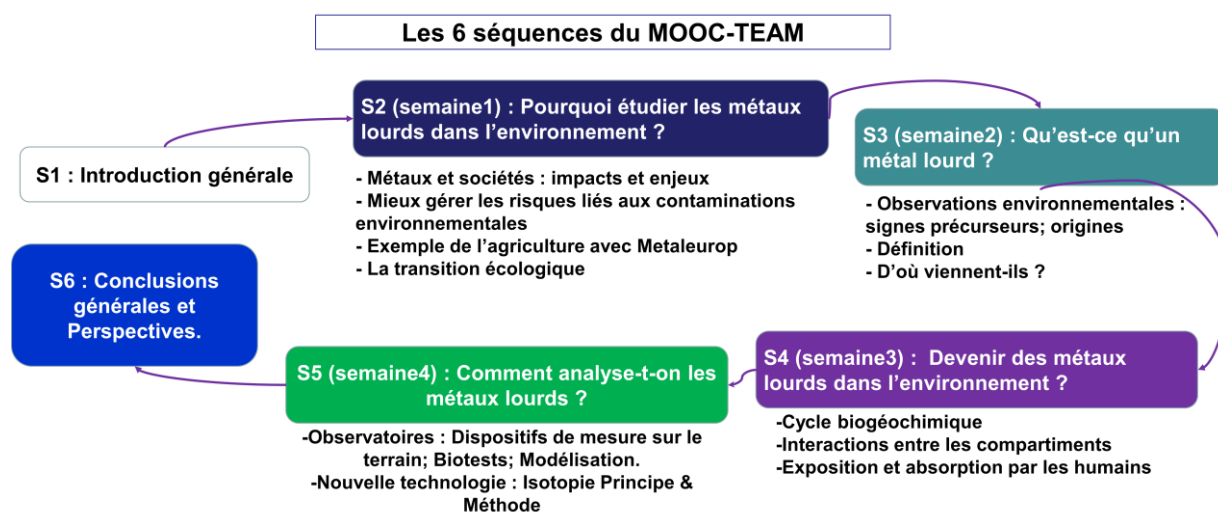 Les 6 séquences du MOOC-TEAM
S1 : Introduction générale
S2 (semaine1) : Pourquoi étudier les métaux
lourds dans l’environnement ?
- Métaux et sociétés : impacts et enjeux
- Mieux gérer les risques liés aux contaminations
environnementales
- Exemple de l’agriculture avec Metaleurop
- La transition écologique
S3 (semaine2) : Qu’est-ce qu’un
métal lourd ?
- Observations environnementales :
signes précurseurs; origines
- Définition
- D’où viennent-ils ?
S4 (semaine3) : Devenir des métaux
lourds dans l’environnement ?
-Cycle biogéochimique
-Interactions entre les compartiments
-Exposition et absorption par les humains
S5 (semaine4) : Comment analyse-t-on les
métaux lourds ?
-Observatoires : Dispositifs de mesure sur le
terrain; Biotests; Modélisation.
-Nouvelle technologie : Isotopie Principe &
Méthode
S6 : Conclusions
générales et
Perspectives.